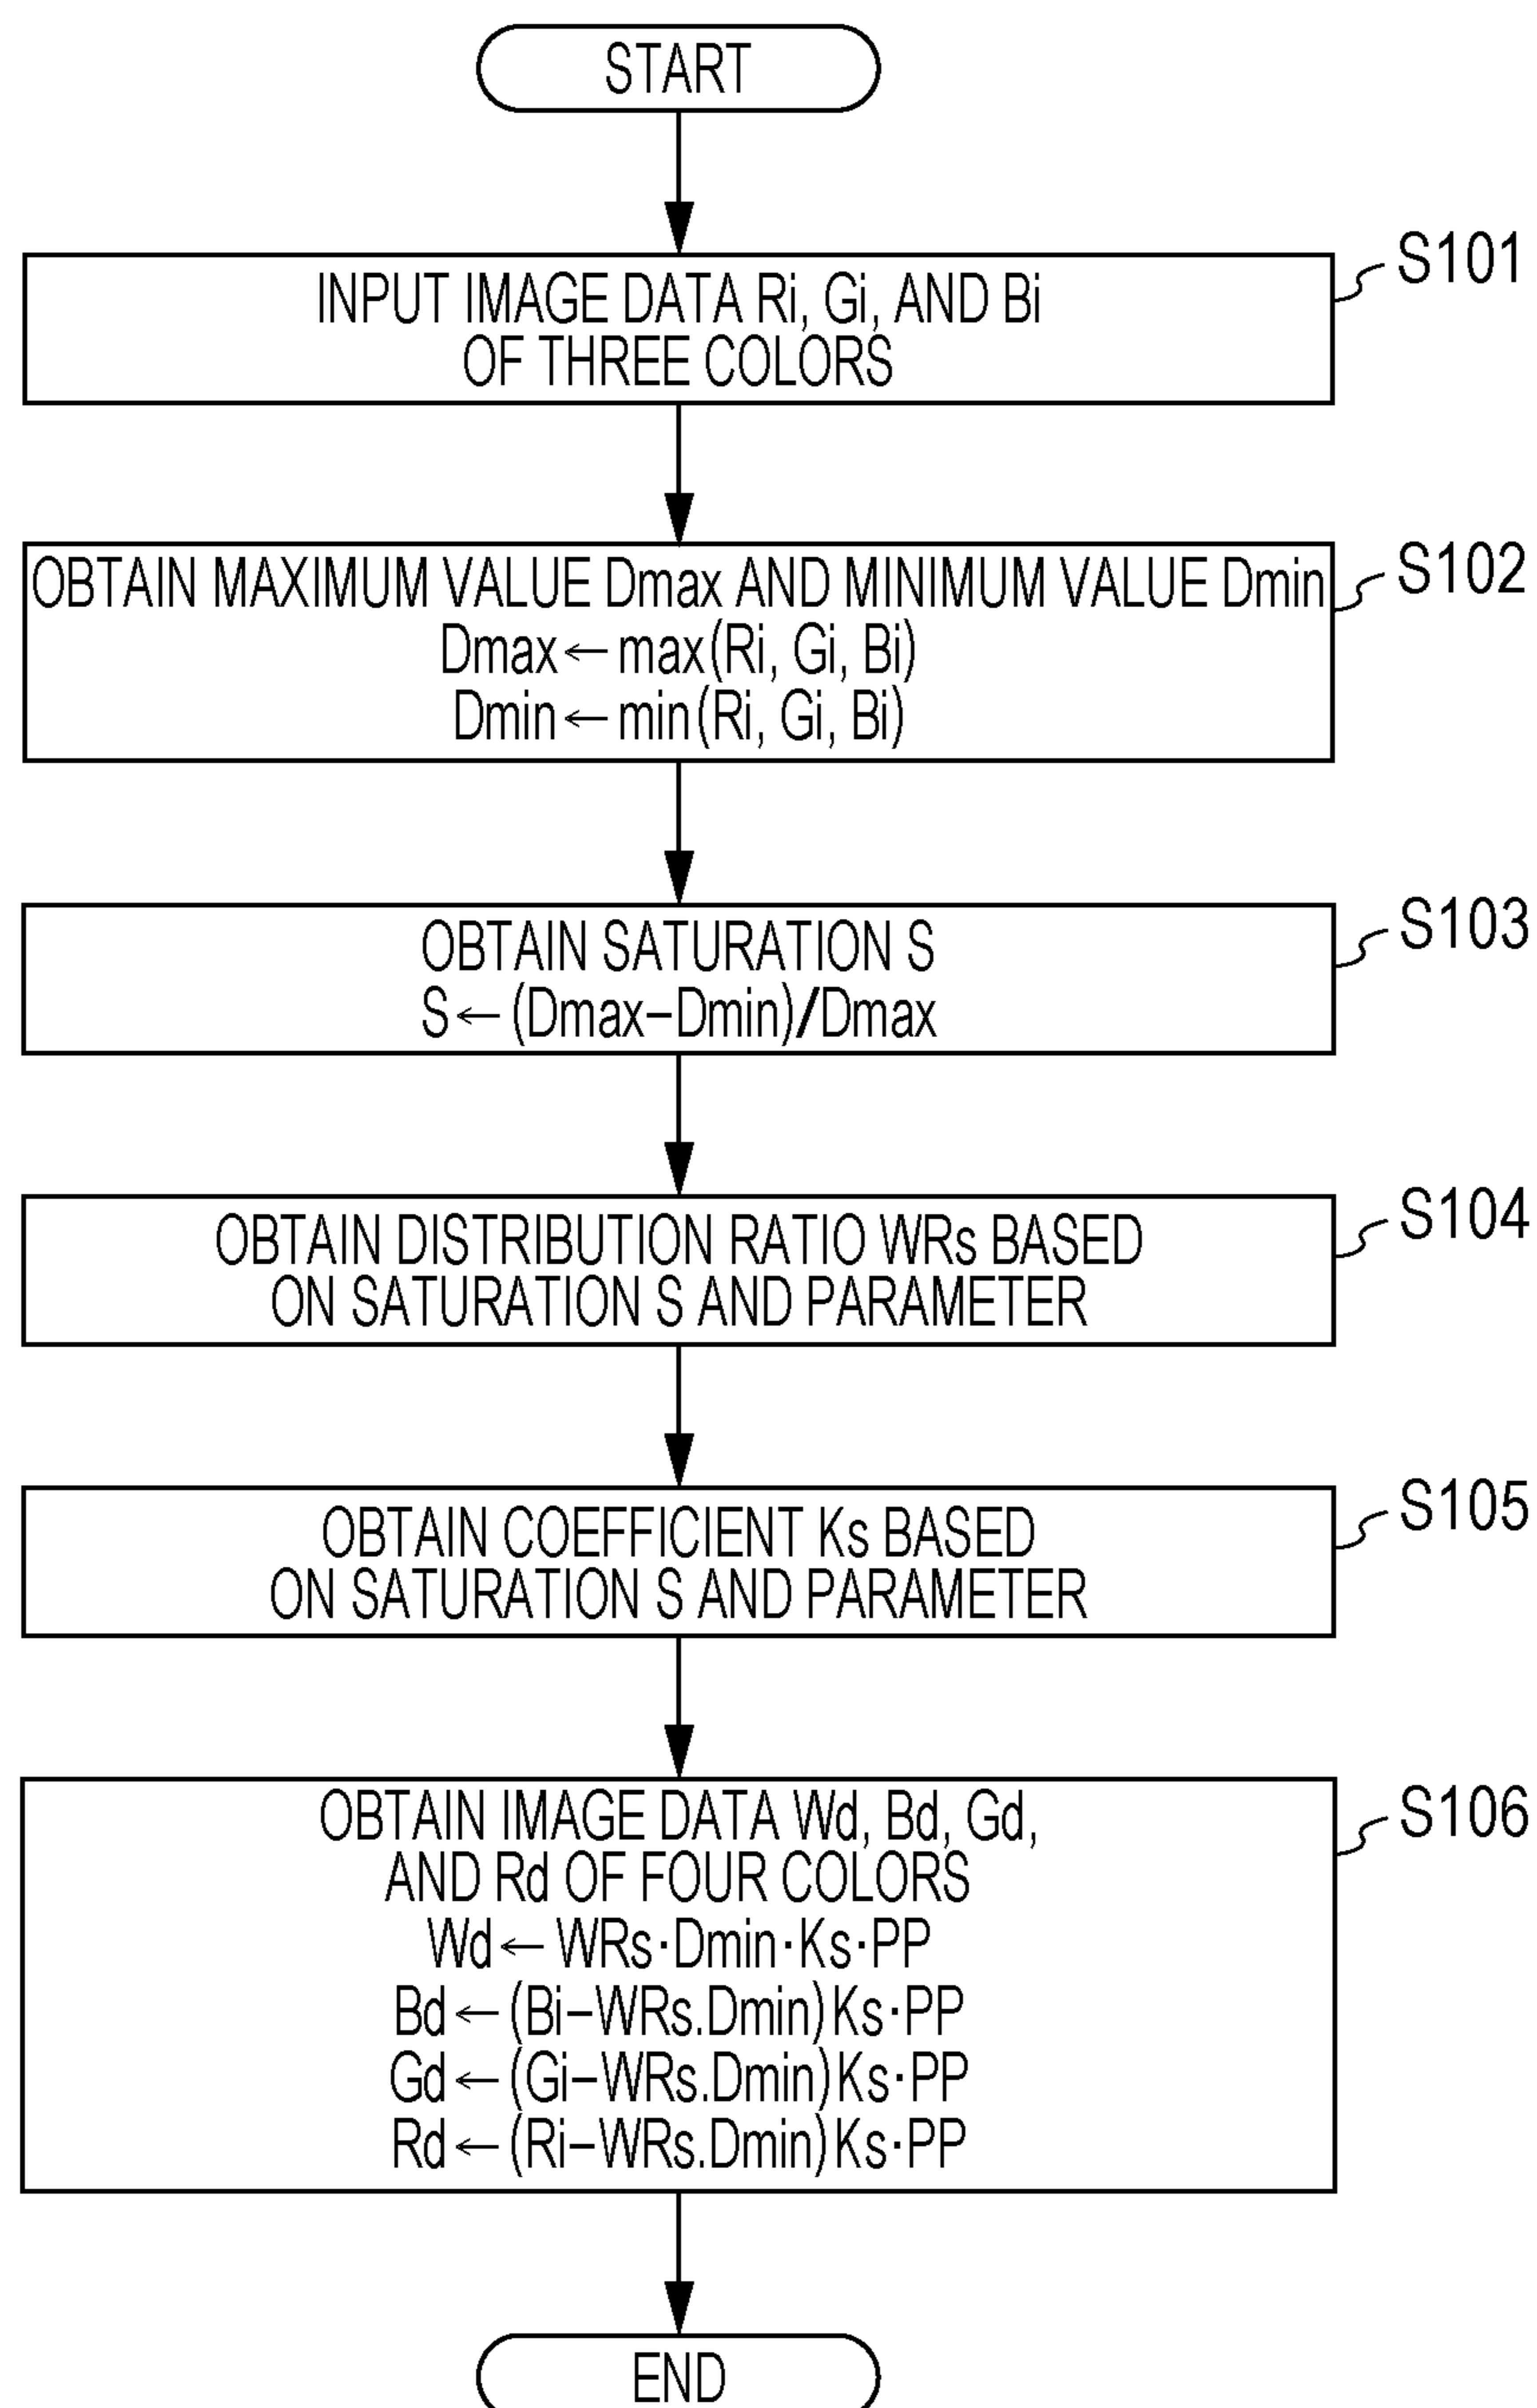 START
S101
INPUT IMAGE DATA Ri, Gi, AND Bi
OF THREE COLORS
S102
OBTAIN MAXIMUM VALUE Dmax AND MINIMUM VALUE Dmin
Dmax←max(Ri, Gi, Bi)
Dmin←min(Ri, Gi, Bi)
S103
OBTAIN SATURATION S
S←(Dmax−Dmin)/Dmax
S104
OBTAIN DISTRIBUTION RATIO WRs BASED
ON SATURATION S AND PARAMETER
S105
OBTAIN COEFFICIENT Ks BASED
ON SATURATION S AND PARAMETER
S106
OBTAIN IMAGE DATA Wd, Bd, Gd,
AND Rd OF FOUR COLORS
Wd←WRs·Dmin·Ks·PP
Bd←(Bi−WRs.Dmin)Ks·PP
Gd←(Gi−WRs.Dmin)Ks·PP
Rd←(Ri−WRs.Dmin)Ks·PP
END